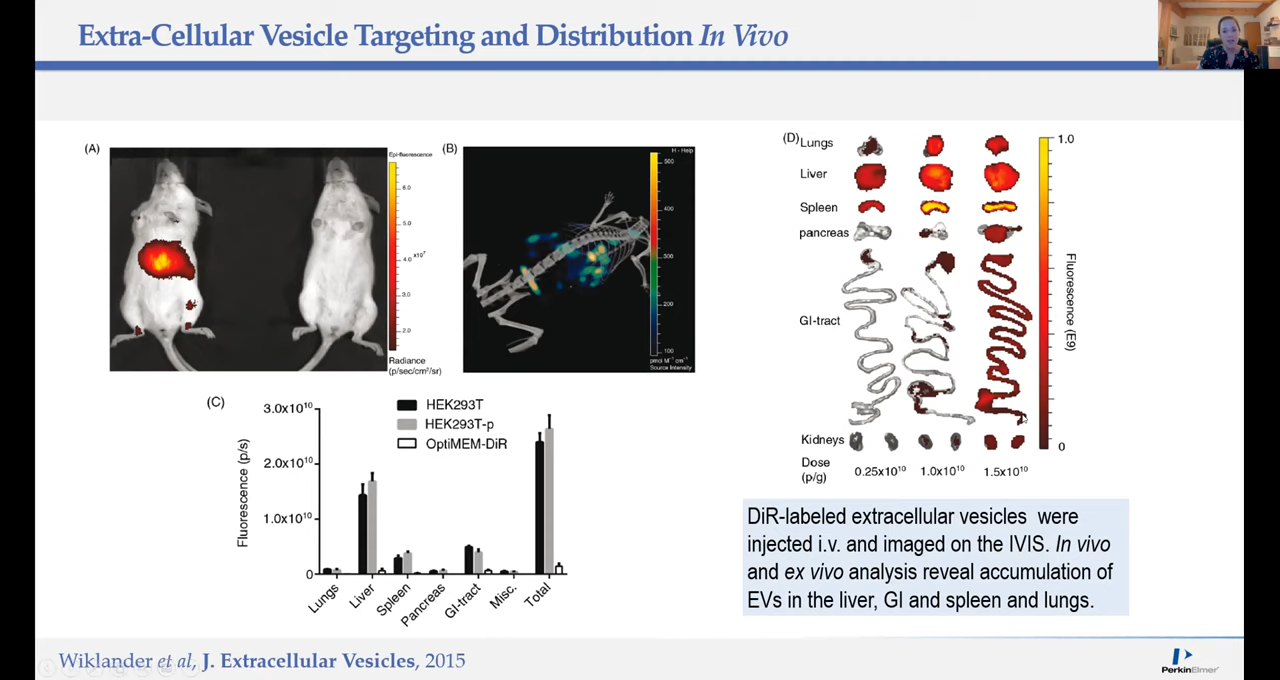 Extra-Cellular Vesicle Targeting and Distribution In Vivo
(A)
Epi-fluorescence
6.0
5.0
4.0 x10⁷
3.0
2.0
Radiance
(p/sec/cm²/sr)
(B)
H - Help
500
400
300
200
100
pmol M⁻¹ cm⁻¹
Source Intensity
(C)
3.0x10¹⁰
2.0x10¹⁰
1.0x10¹⁰
0
Fluorescence (p/s)
HEK293T
HEK293T-p
OptiMEM-DiR
Lungs
Liver
Spleen
Pancreas
GI-tract
Misc.
Total
(D)
Lungs
Liver
Spleen
pancreas
GI-tract
Kidneys
Dose
(p/g)
0.25x10¹⁰ 1.0x10¹⁰ 1.5x10¹⁰
1.0
0
Fluorescence (E9)
DiR-labeled extracellular vesicles were
injected i.v. and imaged on the IVIS. In vivo
and ex vivo analysis reveal accumulation of
EVs in the liver, GI and spleen and lungs.
Wiklander et al, J. Extracellular Vesicles, 2015
PerkinElmer